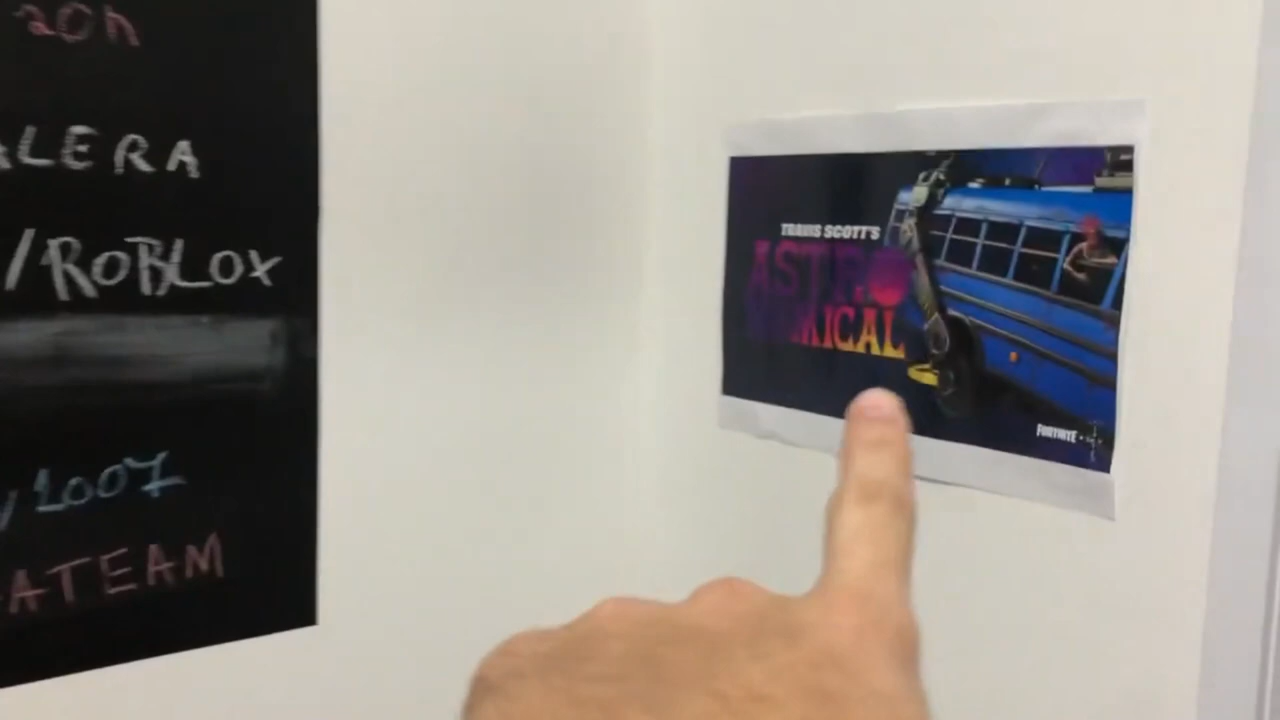 20h
ALERA
/ROBLOX
/1007
ATEAM
TRAVIS SCOTT'S
ASTRO
MICAL
FORTNITE